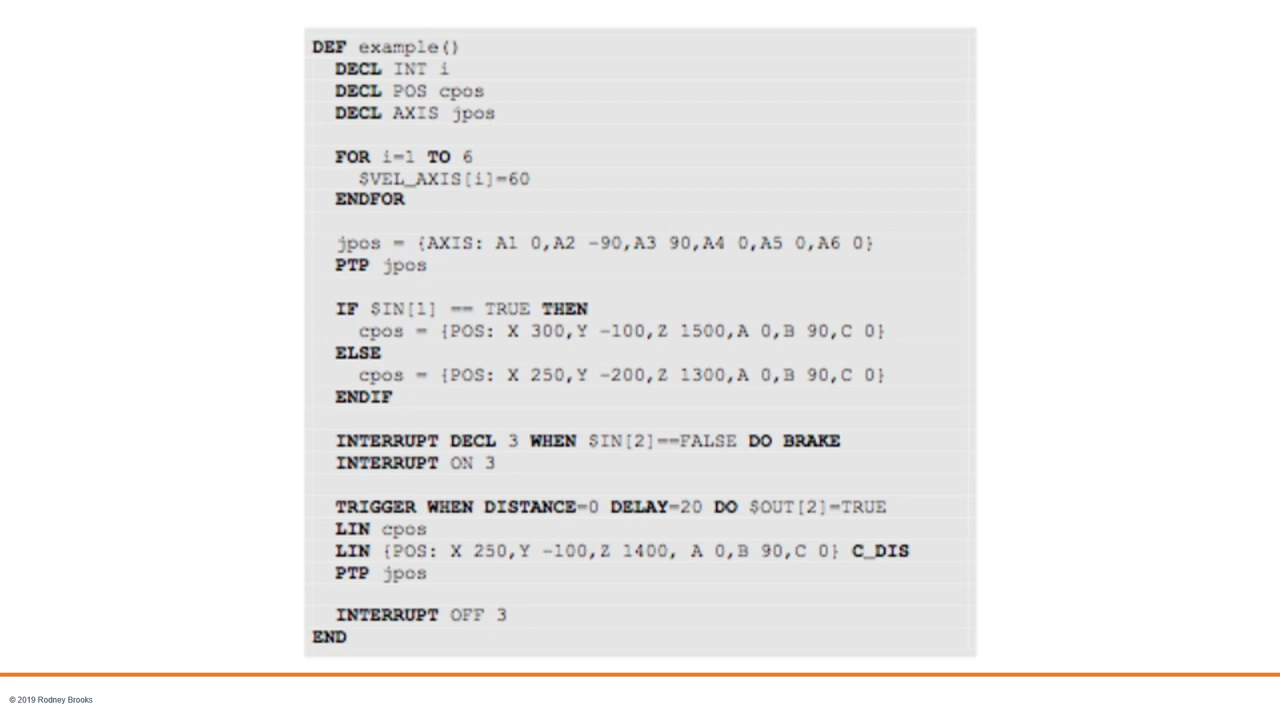 DEF example()
DECL INT i
DECL POS cpos
DECL AXIS jpos
FOR i=1 TO 6
$VEL_AXIS[i]=60
ENDFOR
jpos = {AXIS: A1 0,A2 -90,A3 90,A4 0,A5 0,A6 0}
PTP jpos
IF $IN[1] == TRUE THEN
cpos = {POS: X 300,Y -100,Z 1500,A 0,B 90,C 0}
ELSE
cpos = {POS: X 250,Y -200,Z 1300,A 0,B 90,C 0}
ENDIF
INTERRUPT DECL 3 WHEN $IN[2]==FALSE DO BRAKE
INTERRUPT ON 3
TRIGGER WHEN DISTANCE=0 DELAY=20 DO $OUT[2]=TRUE
LIN cpos
LIN {POS: X 250,Y -100,Z 1400, A 0,B 90,C 0} C_DIS
PTP jpos
INTERRUPT OFF 3
END
© 2019 Rodney Brooks